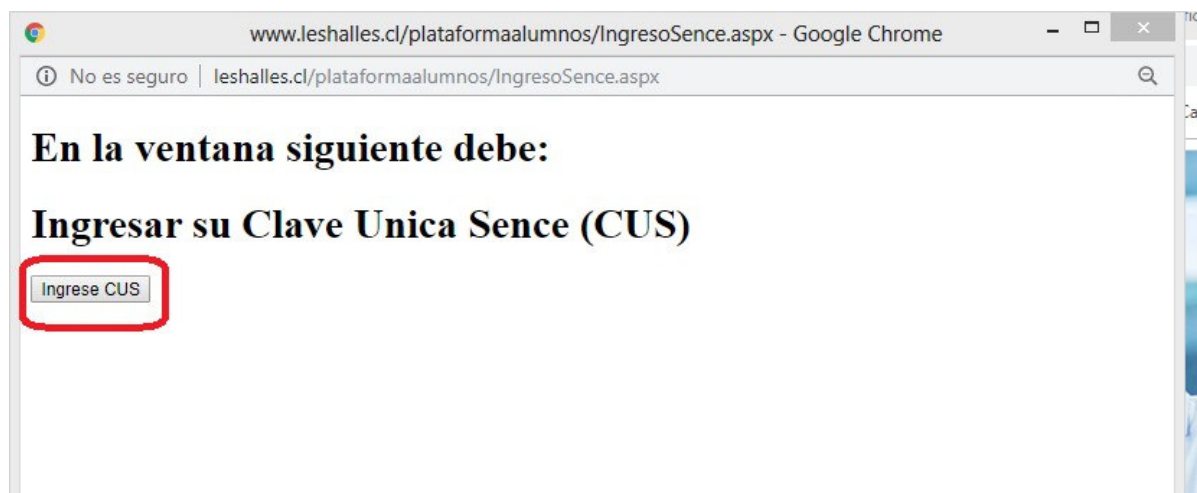 www.leshalles.cl/plataformaalumnos/IngresoSence.aspx - Google Chrome
No es seguro | leshalles.cl/plataformaalumnos/IngresoSence.aspx
En la ventana siguiente debe:
Ingresar su Clave Unica Sence (CUS)
Ingrese CUS